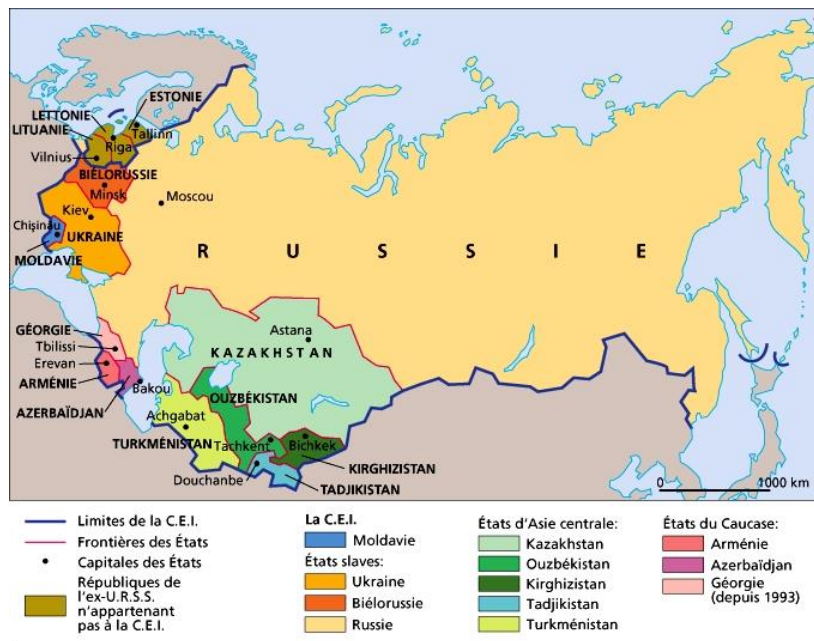 ESTONIE
LETTONIE
LITUANIE
Tallinn
Riga
Vilnius
BIÉLORUSSIE
Minsk
Moscou
Kiev
Chişinău
UKRAINE
MOLDAVIE
R U S S I E
GÉORGIE
Tbilissi
Erevan
ARMÉNIE
AZERBAÏDJAN
Bakou
Astana
KAZAKHSTAN
OUZBÉKISTAN
Achgabat
TURKMÉNISTAN
Tachkent
Bichkek
Douchanbe
KIRGHIZISTAN
TADJIKISTAN
0 1000 km
Limites de la C.E.I.
Frontières des États
Capitales des États
Républiques de
l'ex-U.R.S.S.
n'appartenant
pas à la C.E.I.
La C.E.I.
Moldavie
États slaves:
Ukraine
Biélorussie
Russie
États d'Asie centrale:
Kazakhstan
Ouzbékistan
Kirghizistan
Tadjikistan
Turkménistan
États du Caucase:
Arménie
Azerbaïdjan
Géorgie
(depuis 1993)